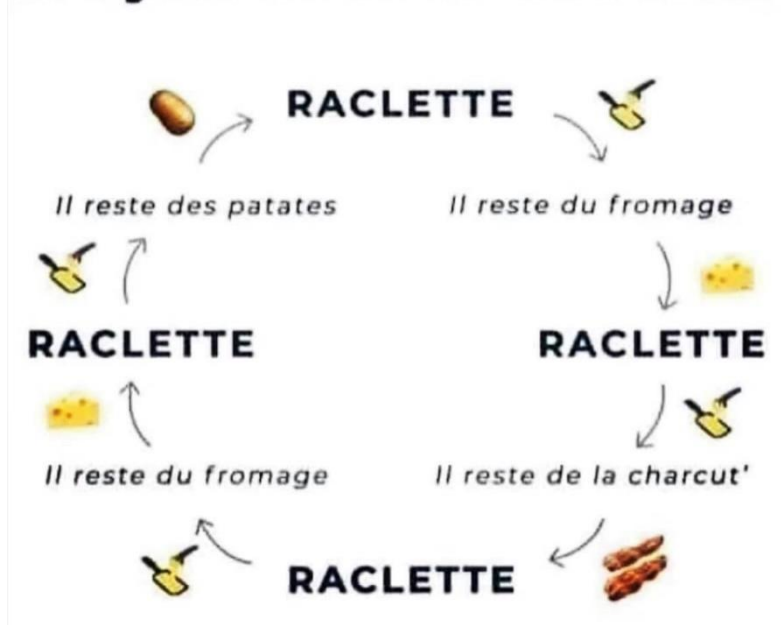 RACLETTE
Il reste des patates
Il reste du fromage
RACLETTE
RACLETTE
Il reste du fromage
Il reste de la charcut'
RACLETTE